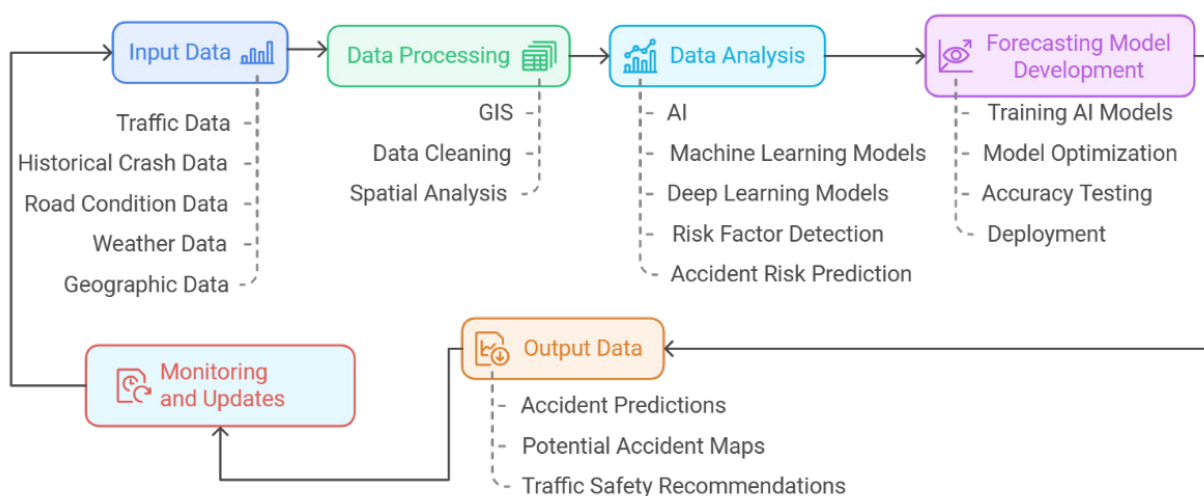 Input Data
Traffic Data
Historical Crash Data
Road Condition Data
Weather Data
Geographic Data
Data Processing
GIS
Data Cleaning
Spatial Analysis
Data Analysis
AI
Machine Learning Models
Deep Learning Models
Risk Factor Detection
Accident Risk Prediction
Forecasting Model
Development
Training AI Models
Model Optimization
Accuracy Testing
Deployment
Output Data
Accident Predictions
Potential Accident Maps
Traffic Safety Recommendations
Monitoring
and Updates